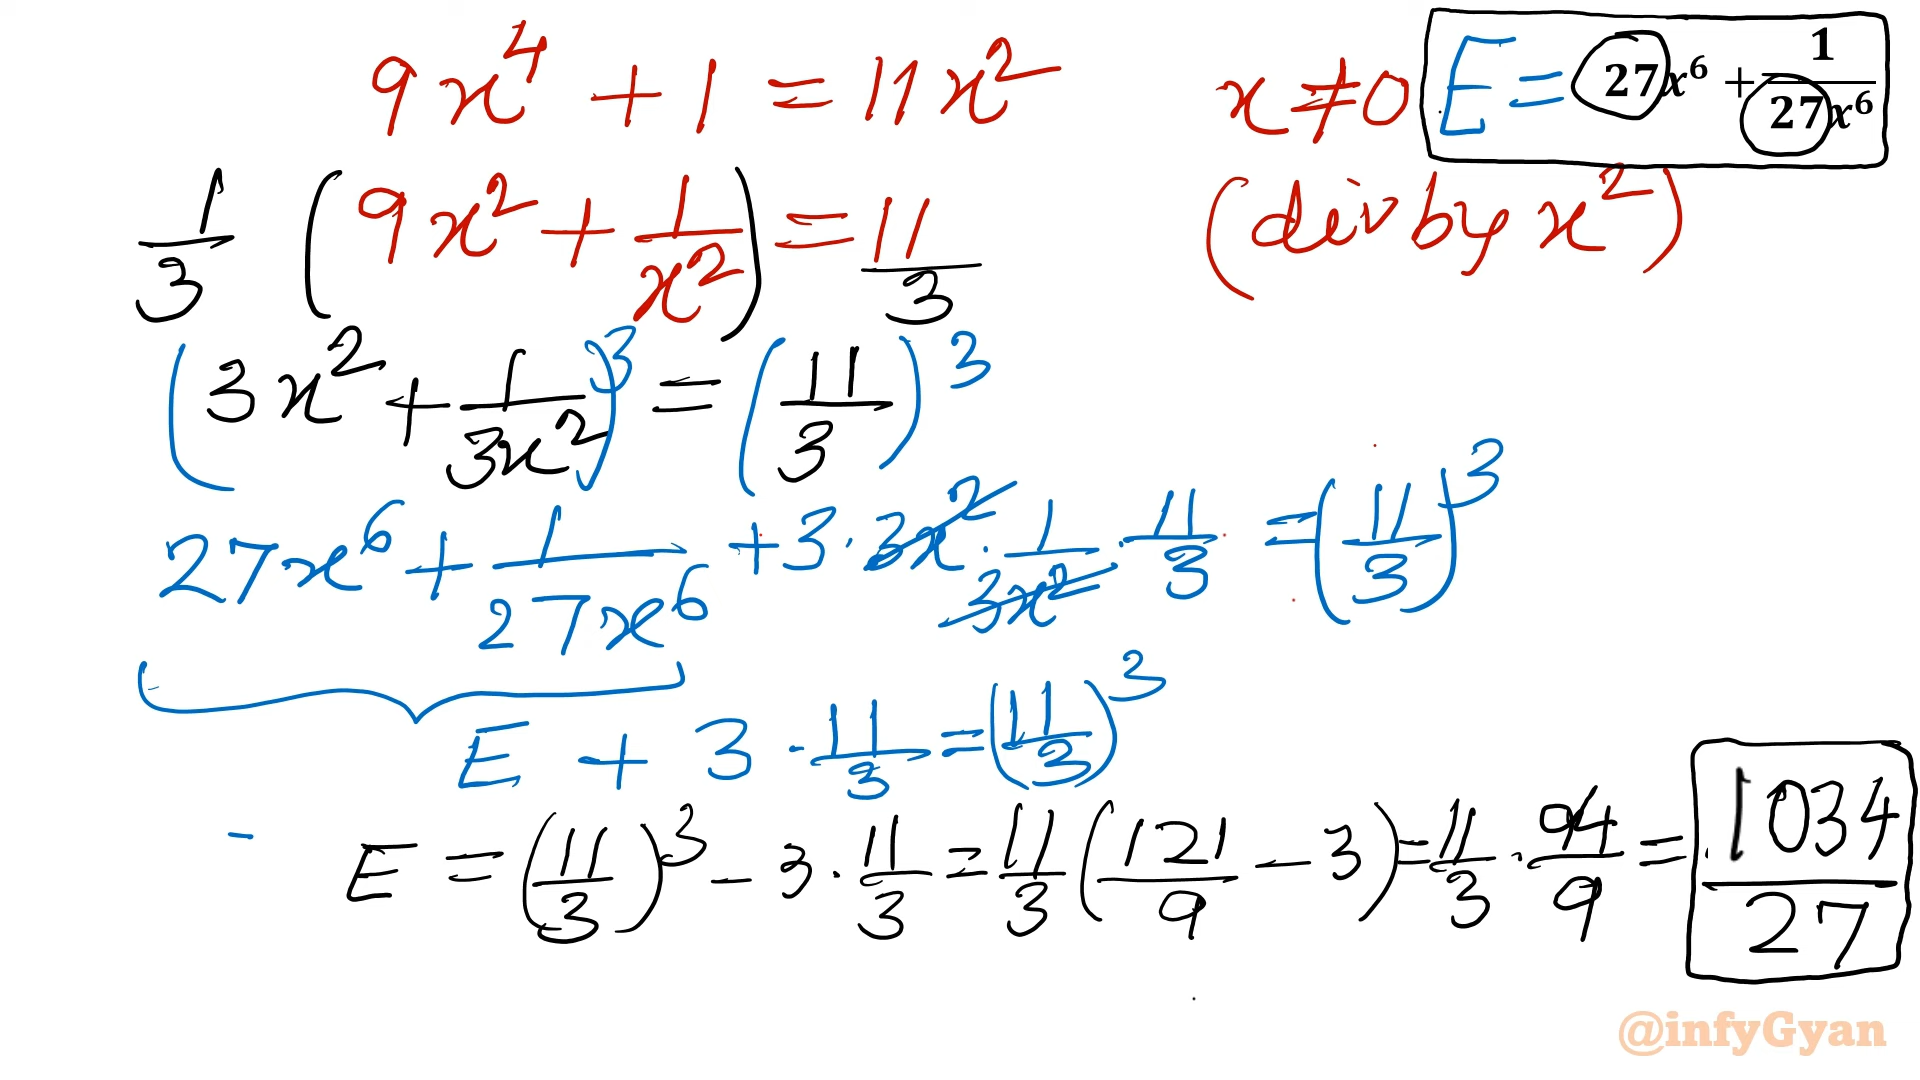 9x⁴ + 1 = 11x² x ≠ 0 E = 27x⁶ + 1/27x⁶
1/3 (9x² + 1/x²) = 11/3 (div by x²)
(3x² + 1/3x²)³ = (11/3)³
27x⁶ + 1/27x⁶ + 3 · 3x² · 1/3x² · 11/3 = (11/3)³
E + 3 · 11/3 = (11/3)³
E = (11/3)³ - 3 · 11/3 = 11/3 (121/9 - 3) = 11/3 · 94/9 = 1034/27
@infyGyan